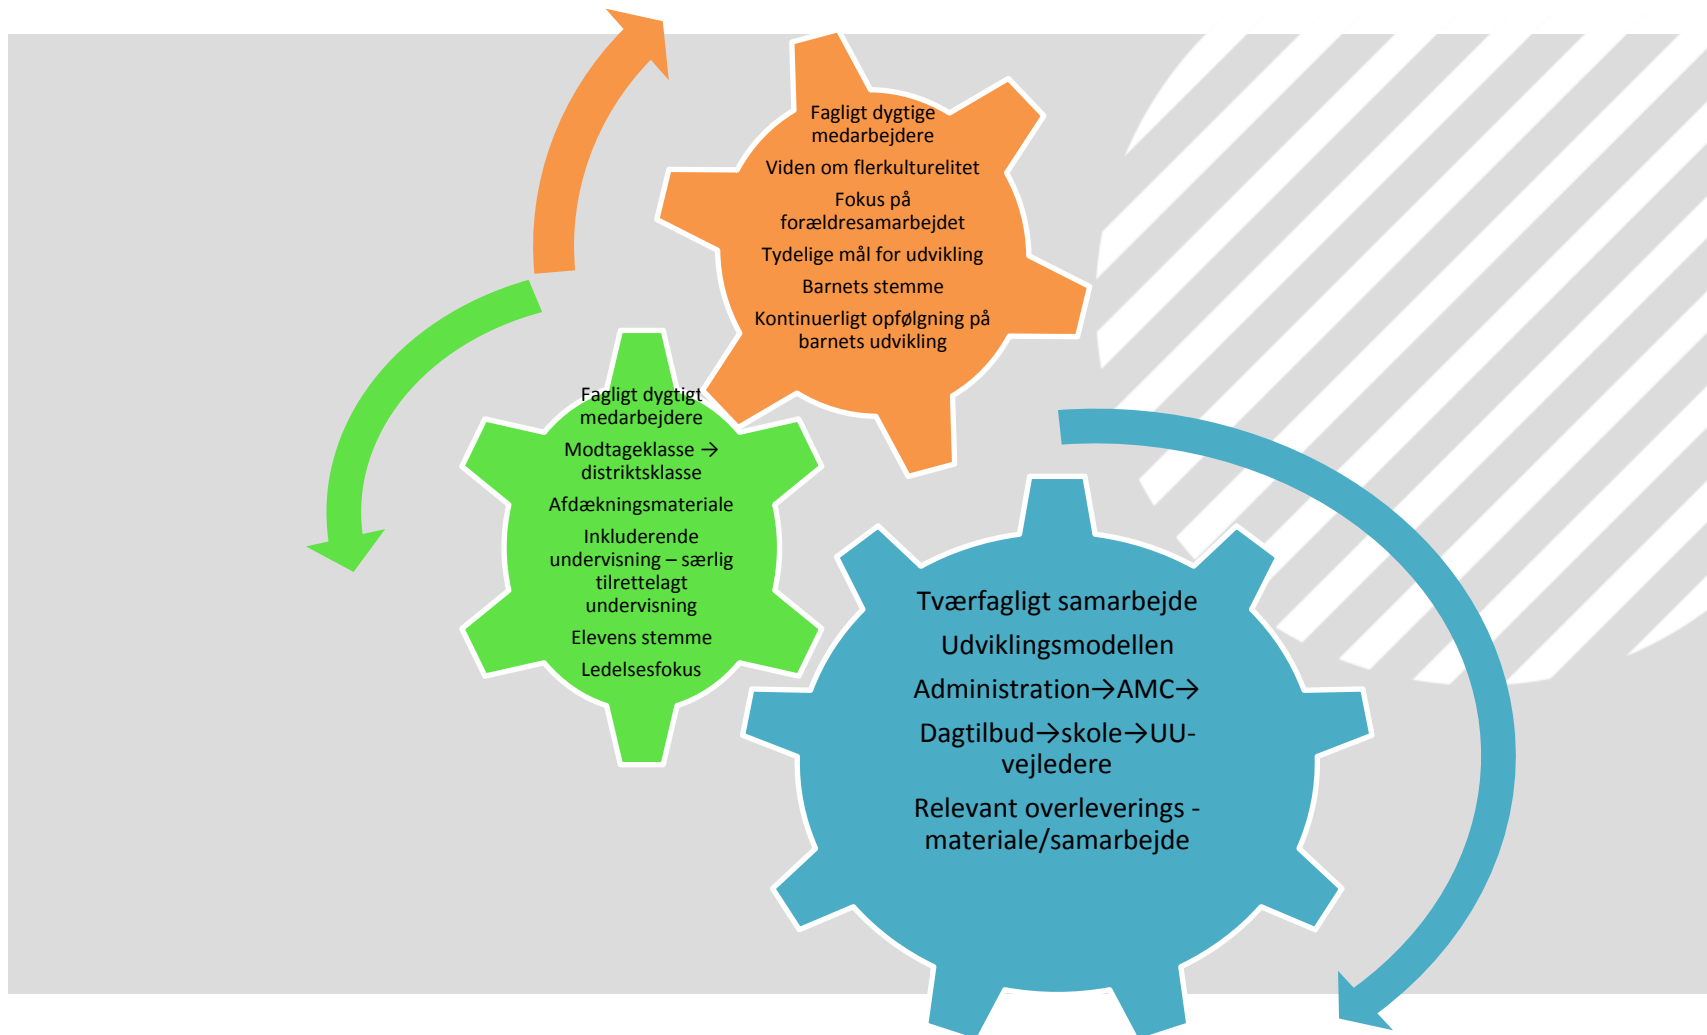 Fagligt dygtige
medarbejdere
Viden om flerkulturelitet
Fokus på
forældresamarbejdet
Tydelige mål for udvikling
Barnets stemme
Kontinuerligt opfølgning på
barnets udvikling
Fagligt dygtigt
medarbejdere
Modtageklasse →
distriktsklasse
Afdækningsmateriale
Inkluderende
undervisning – særlig
tilrettelagt
undervisning
Elevens stemme
Ledelsesfokus
Tværfagligt samarbejde
Udviklingsmodellen
Administration→AMC→
Dagtilbud→skole→UU-
vejledere
Relevant overleverings -
materiale/samarbejde